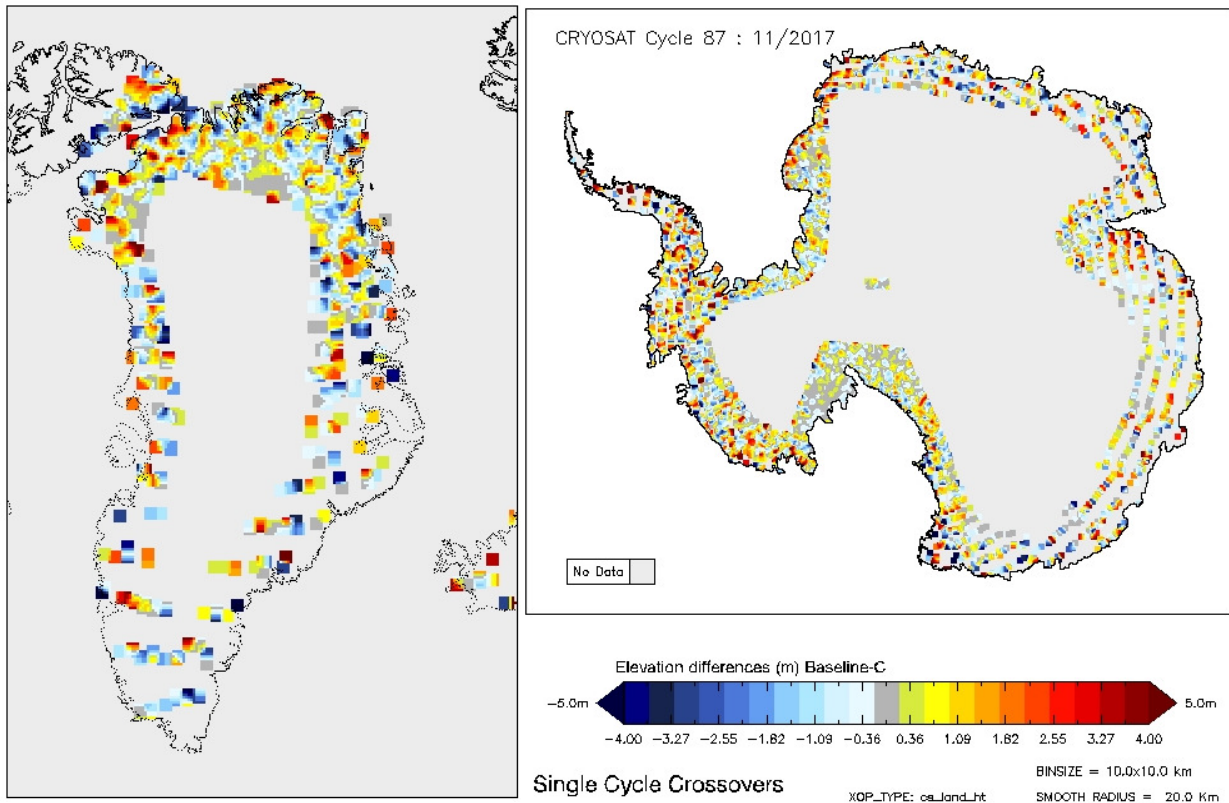 CRYOSAT Cycle 87 : 11/2017
No Data
Elevation differences (m) Baseline-C
-5.0m
5.0m
-4.00 -3.27 -2.55 -1.82 -1.09 -0.36 0.36 1.09 1.82 2.55 3.27 4.00
Single Cycle Crossovers
BINSIZE = 10.0x10.0 km
XOP_TYPE: cs_land_ht
SMOOTH RADIUS = 20.0 Km